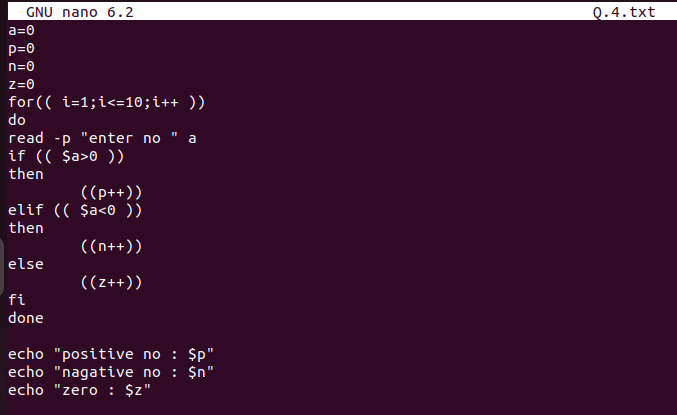 GNU nano 6.2 Q.4.txt
a=0
p=0
n=0
z=0
for(( i=1;i<=10;i++ ))
do
read -p "enter no " a
if (( $a>0 ))
then
        ((p++))
elif (( $a<0 ))
then
        ((n++))
else
        ((z++))
fi
done

echo "positive no : $p"
echo "nagative no : $n"
echo "zero : $z"